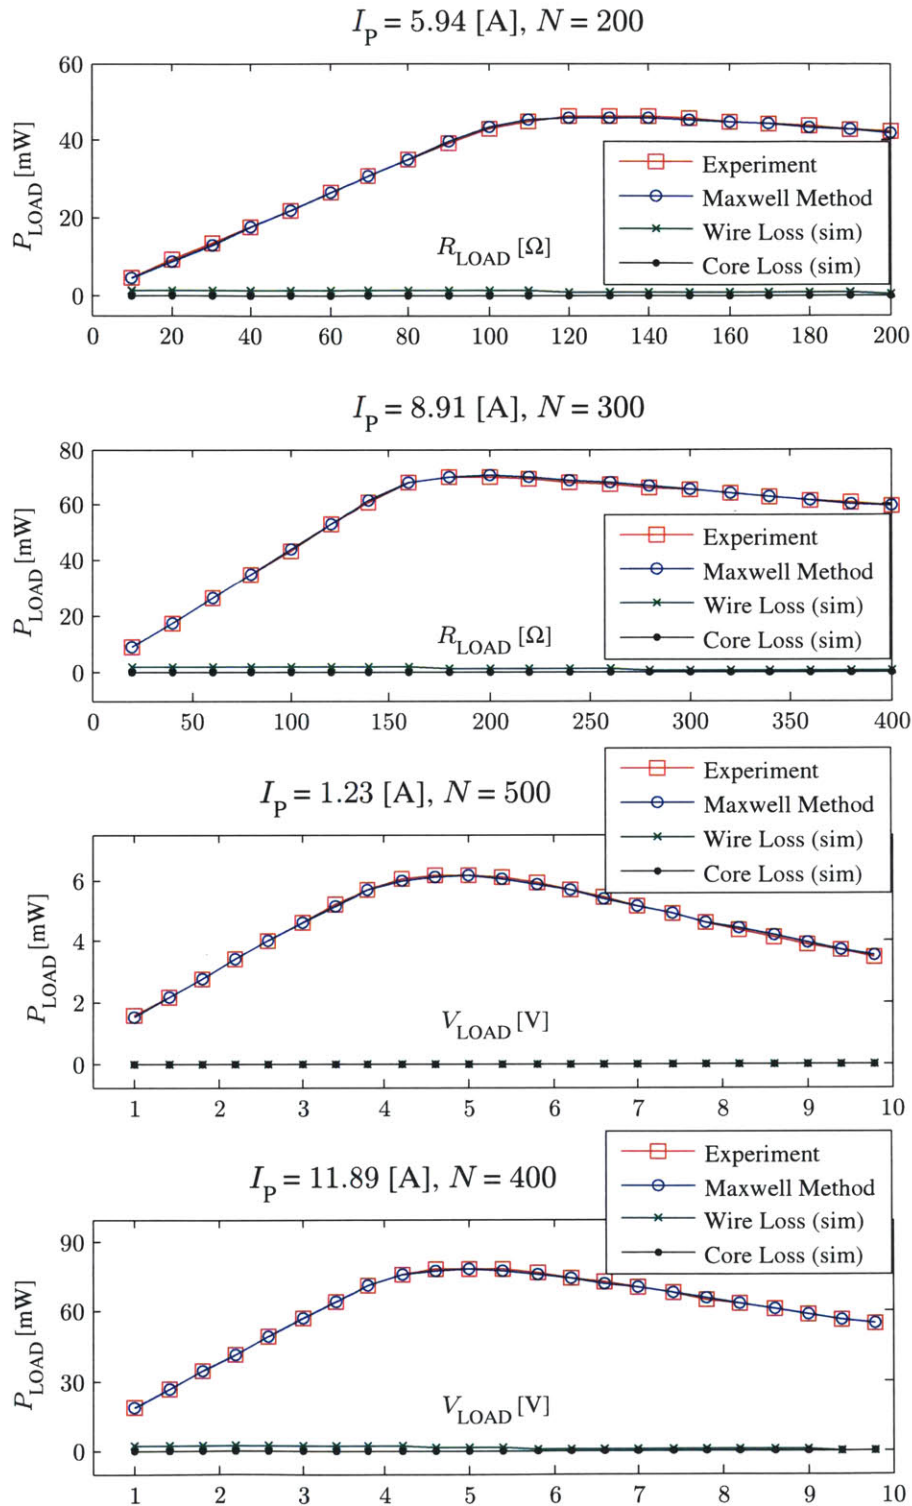 I_P = 5.94 [A], N = 200
60
40
20
0
P_LOAD [mW]
R_LOAD [Ω]
Experiment
Maxwell Method
Wire Loss (sim)
Core Loss (sim)
0 20 40 60 80 100 120 140 160 180 200
I_P = 8.91 [A], N = 300
80
60
40
20
0
P_LOAD [mW]
R_LOAD [Ω]
Experiment
Maxwell Method
Wire Loss (sim)
Core Loss (sim)
0 50 100 150 200 250 300 350 400
I_P = 1.23 [A], N = 500
Experiment
Maxwell Method
Wire Loss (sim)
Core Loss (sim)
6
4
2
0
P_LOAD [mW]
V_LOAD [V]
1 2 3 4 5 6 7 8 9 10
I_P = 11.89 [A], N = 400
Experiment
Maxwell Method
Wire Loss (sim)
Core Loss (sim)
90
60
30
0
P_LOAD [mW]
V_LOAD [V]
1 2 3 4 5 6 7 8 9 10